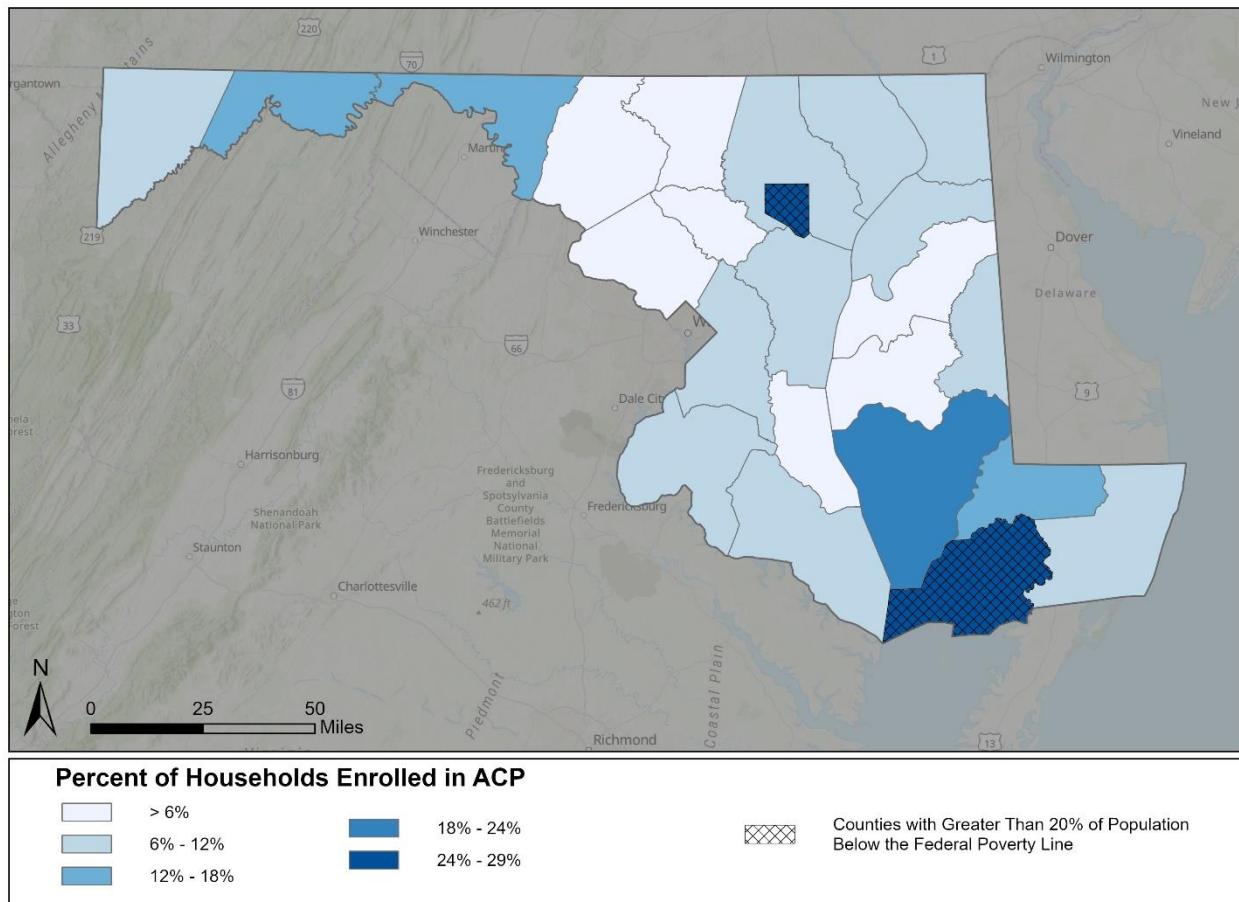 220
70
1
Wilmington
rgantown
Allegheny Mountains
New J
Vineland
Martin
219
Winchester
Dover
Delaware
33
66
W
81
Dale City
9
Harrisonburg
Shenandoah
National Park
Fredericksburg
and
Spotsylvania
County
Battlefields
Memorial
National
Military Park
Fredericksburg
Staunton
Charlottesville
462 ft
Forest
N
0 25 50
Miles
Piedmont
Coastal Plain
Richmond
13
Percent of Households Enrolled in ACP
> 6%
6% - 12%
12% - 18%
18% - 24%
24% - 29%
Counties with Greater Than 20% of Population
Below the Federal Poverty Line